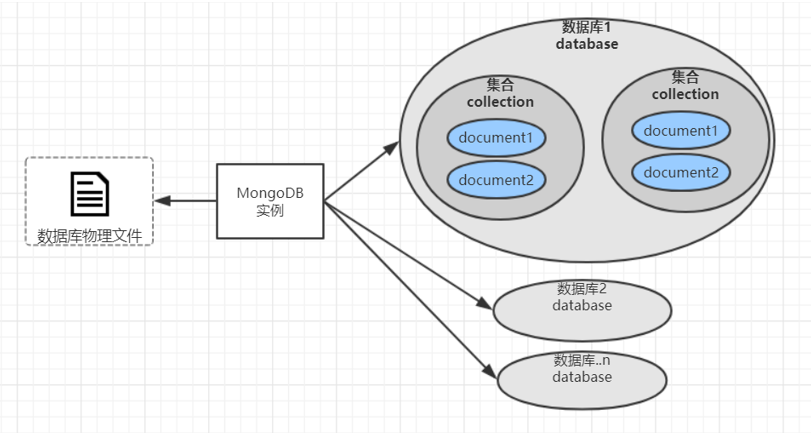 数据库1
database
集合
collection
document1
document2
集合
collection
document1
document2
MongoDB
实例
数据库物理文件
数据库2
database
数据库..n
database